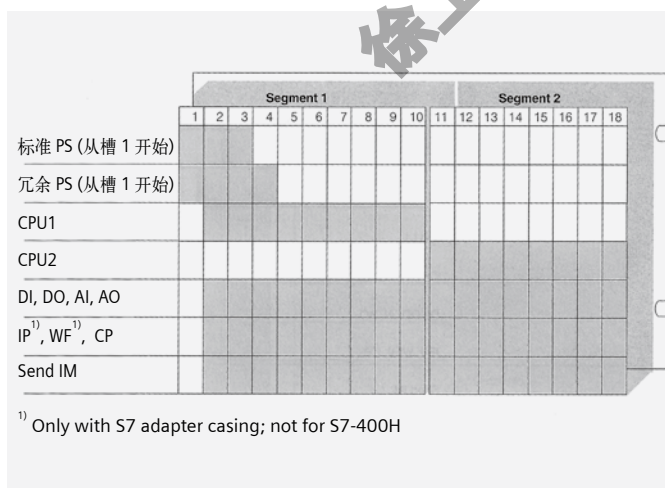 徐
Segment 1 Segment 2
1 2 3 4 5 6 7 8 9 10 11 12 13 14 15 16 17 18
标准 PS (从槽 1 开始)
冗余 PS (从槽 1 开始)
CPU1
CPU2
DI, DO, AI, AO
IP1), WF1), CP
Send IM
1) Only with S7 adapter casing; not for S7-400H